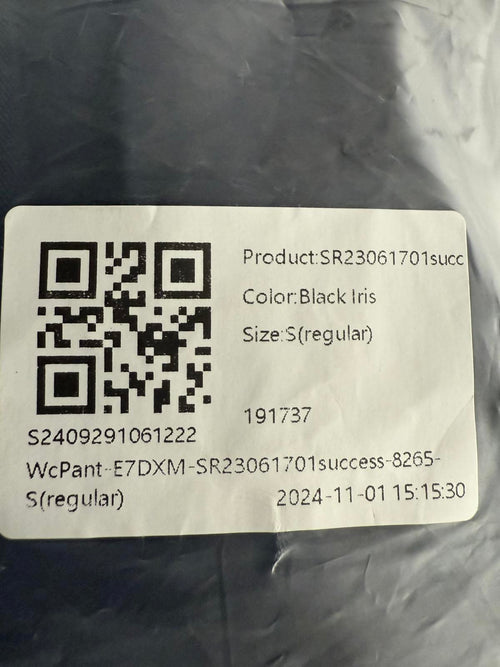 Product:SR23061701succ
Color:Black Iris
Size:S(regular)
191737
S2409291061222
WcPant-E7DXM-SR23061701success-8265-
S(regular)
2024-11-01 15:15:30